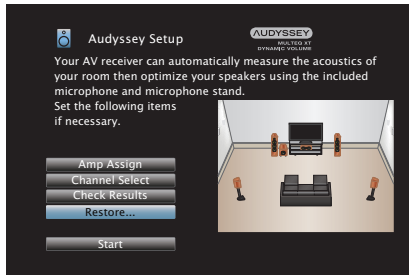 Audyssey Setup
AUDYSSEY
MULTEQ XT
DYNAMIC VOLUME
Your AV receiver can automatically measure the acoustics of
your room then optimize your speakers using the included
microphone and microphone stand.
Set the following items
if necessary.
Amp Assign
Channel Select
Check Results
Restore...
Start